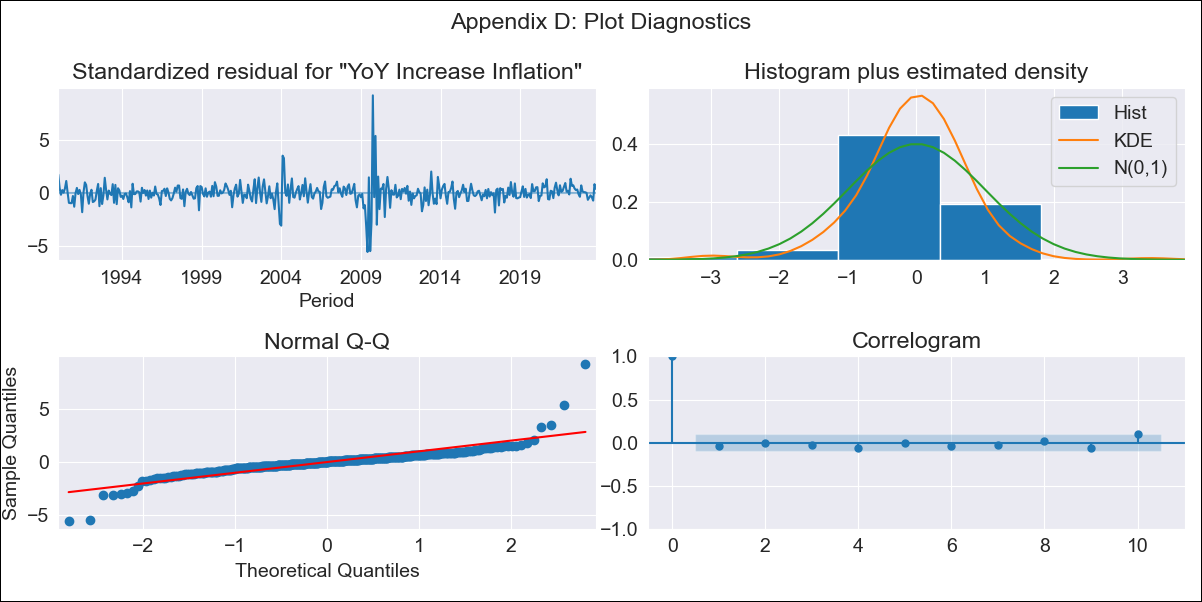 Appendix D: Plot Diagnostics
Standardized residual for "YoY Increase Inflation"
5
0
−5
1994 1999 2004 2009 2014 2019
Period
Histogram plus estimated density
Hist
KDE
N(0,1)
0.4
0.2
0.0
−3 −2 −1 0 1 2 3
Normal Q-Q
Sample Quantiles
5
0
−5
−2 −1 0 1 2
Theoretical Quantiles
Correlogram
1.0
0.5
0.0
−0.5
−1.0
0 2 4 6 8 10